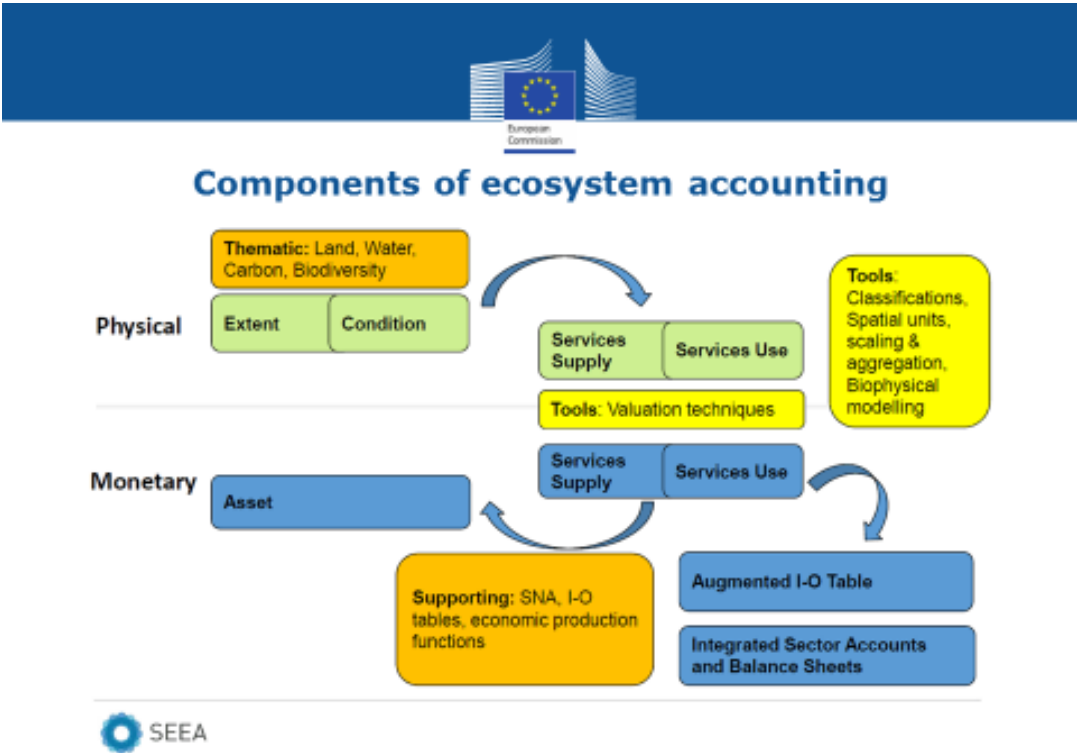 European
Commission
Components of ecosystem accounting
Thematic: Land, Water,
Carbon, Biodiversity
Physical
Extent
Condition
Services
Supply
Services Use
Tools:
Classifications,
Spatial units,
scaling &
aggregation,
Biophysical
modelling
Tools: Valuation techniques
Monetary
Asset
Services
Supply
Services Use
Supporting: SNA, I-O
tables, economic production
functions
Augmented I-O Table
Integrated Sector Accounts
and Balance Sheets
SEEA